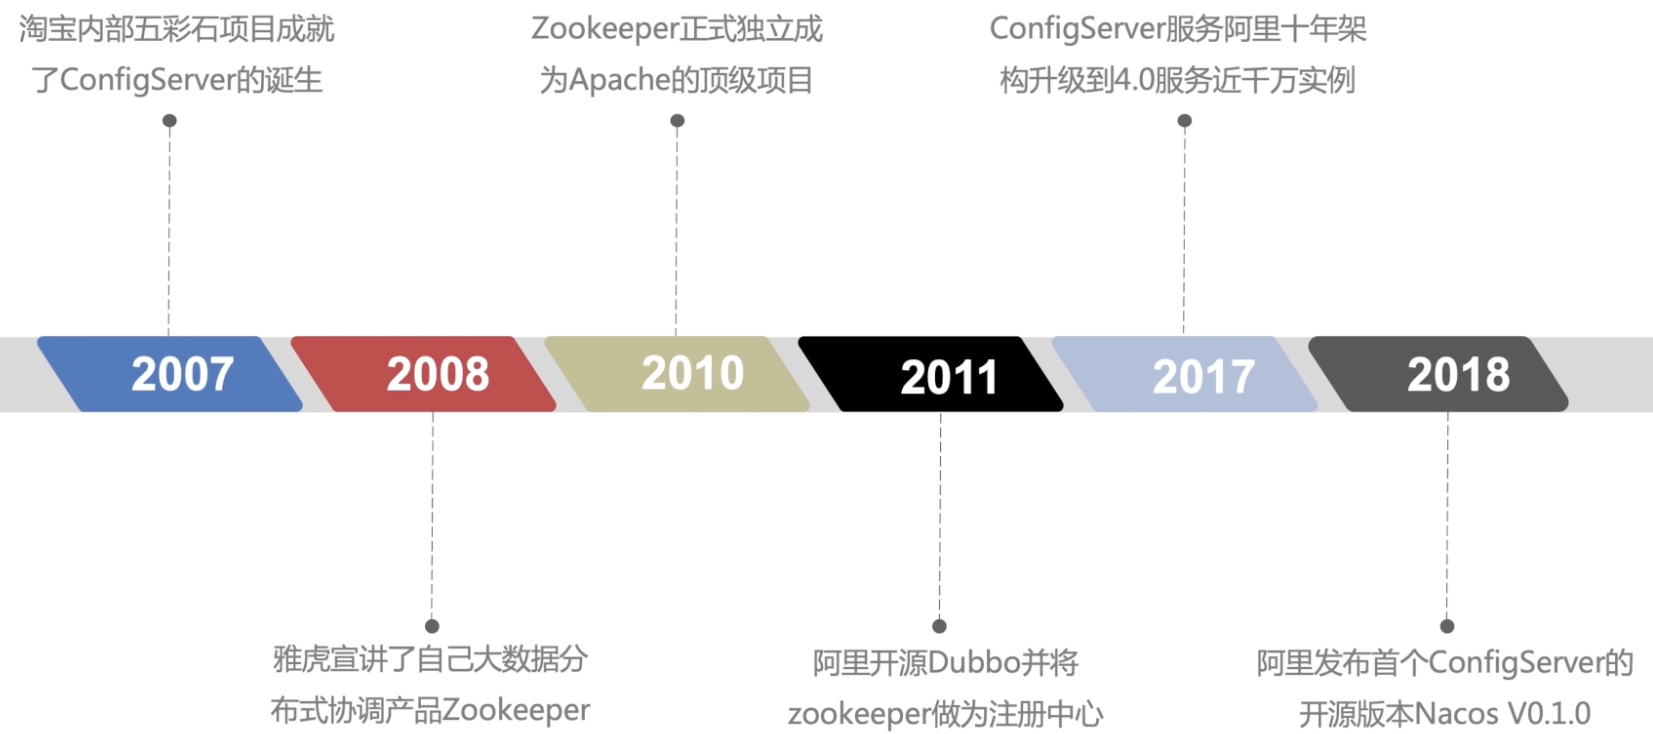 淘宝内部五彩石项目成就
了ConfigServer的诞生
Zookeeper正式独立成
为Apache的顶级项目
ConfigServer服务阿里十年架
构升级到4.0服务近千万实例
2007
2008
2010
2011
2017
2018
雅虎宣讲了自己大数据分
布式协调产品Zookeeper
阿里开源Dubbo并将
zookeeper做为注册中心
阿里发布首个ConfigServer的
开源版本Nacos V0.1.0